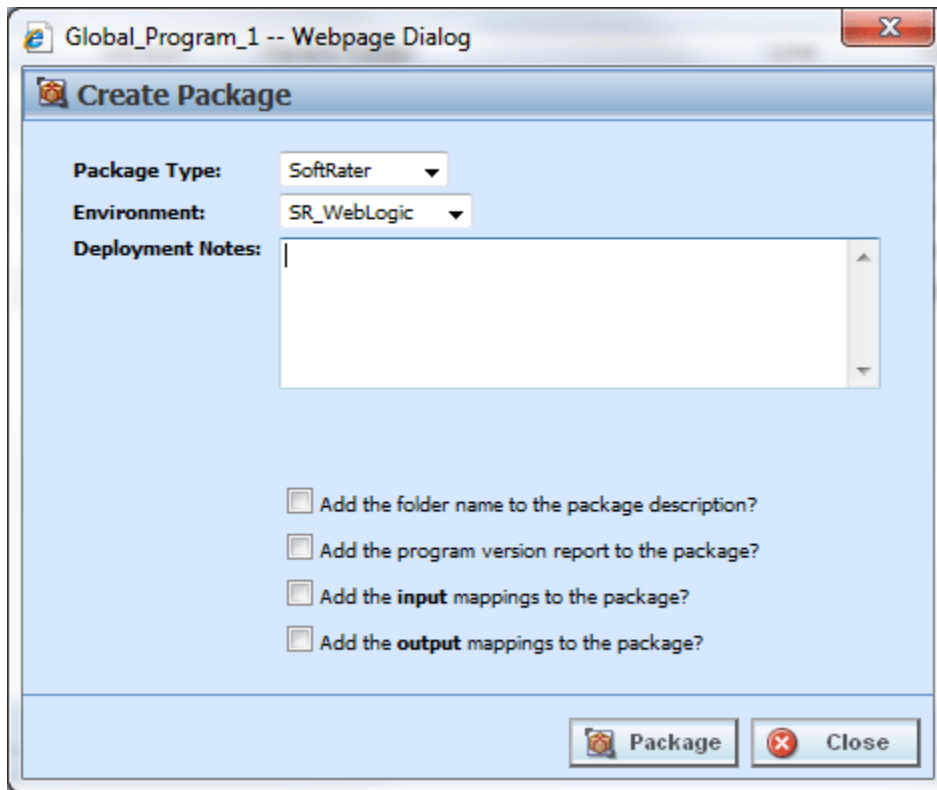 Global_Program_1 -- Webpage Dialog
Create Package
Package Type: SoftRater
Environment: SR_WebLogic
Deployment Notes:
Add the folder name to the package description?
Add the program version report to the package?
Add the input mappings to the package?
Add the output mappings to the package?
Package Close